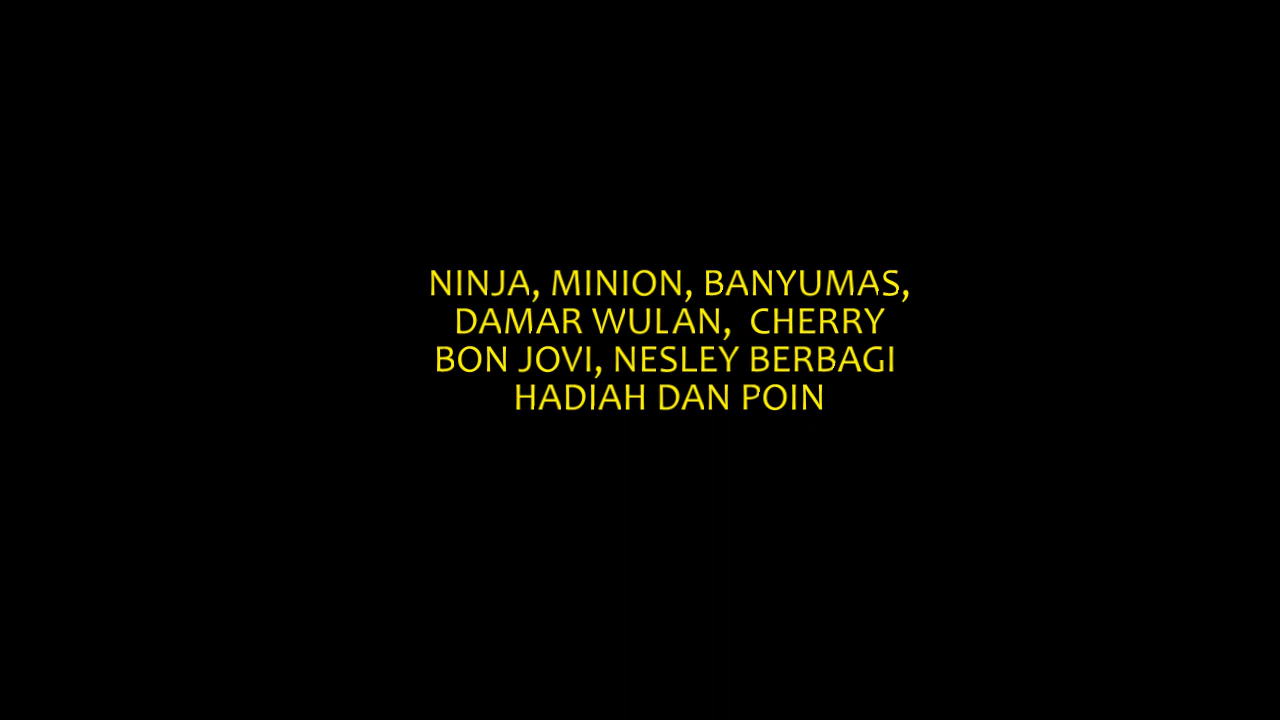 NINJA, MINION, BANYUMAS,
DAMAR WULAN, CHERRY
BON JOVI, NESLEY BERBAGI
HADIAH DAN POIN